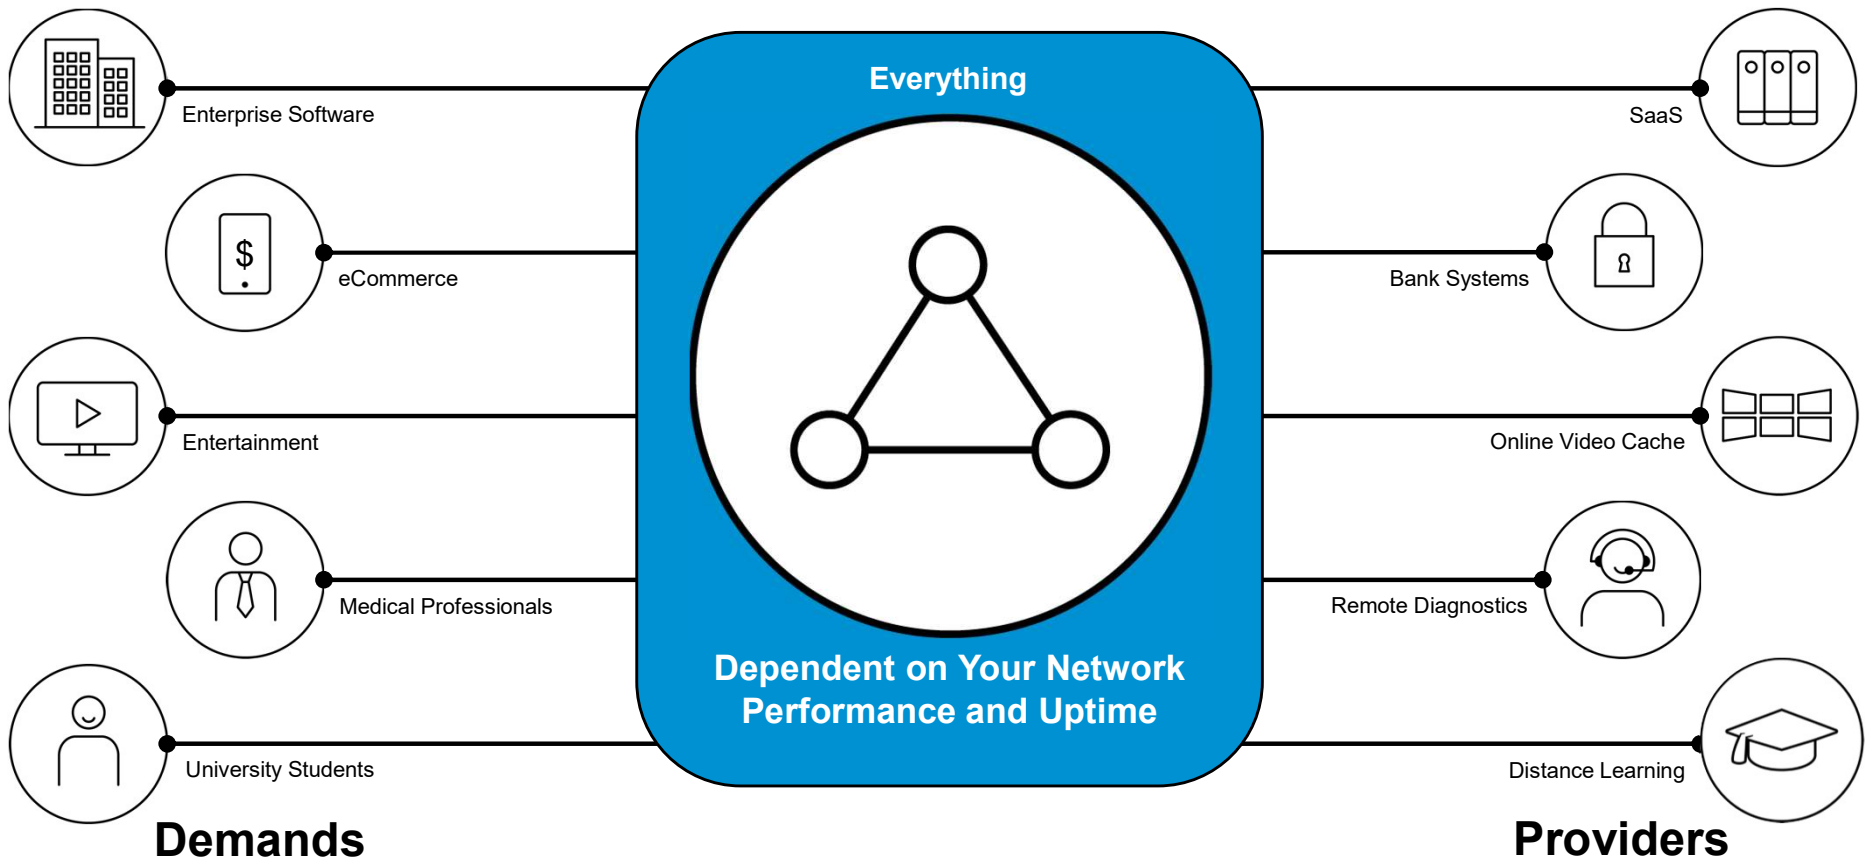 Everything
Enterprise Software
SaaS
$
eCommerce
Bank Systems
Entertainment
Online Video Cache
Medical Professionals
Remote Diagnostics
Dependent on Your Network
Performance and Uptime
University Students
Distance Learning
Demands
Providers